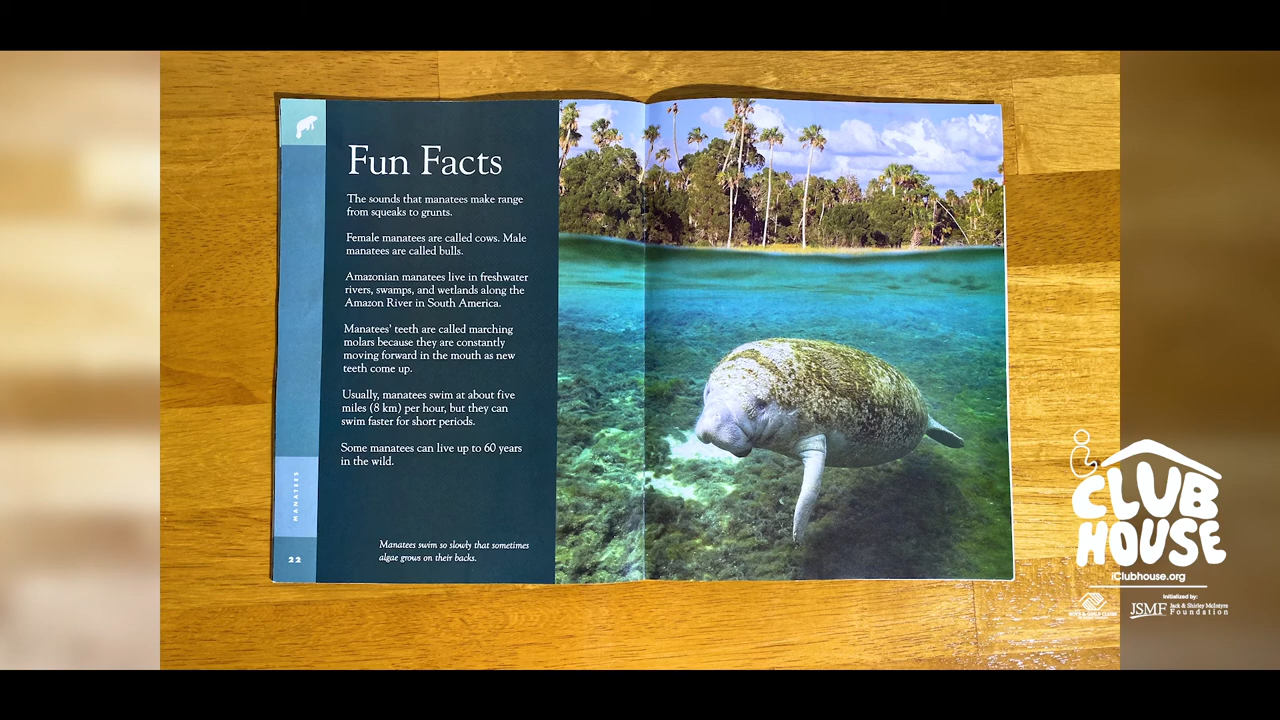 Fun Facts
The sounds that manatees make range
from squeaks to grunts.
Female manatees are called cows. Male
manatees are called bulls.
Amazonian manatees live in freshwater
rivers, swamps, and wetlands along the
Amazon River in South America.
Manatees' teeth are called marching
molars because they are constantly
moving forward in the mouth as new
teeth come up.
Usually, manatees swim at about five
miles (8 km) per hour, but they can
swim faster for short periods.
Some manatees can live up to 60 years
in the wild.
MANATEES
22
Manatees swim so slowly that sometimes
algae grows on their backs.
i CLUB
HOUSE
iClubhouse.org
Initialized by:
JSMF Jack & Shirley McIntyre
Foundation